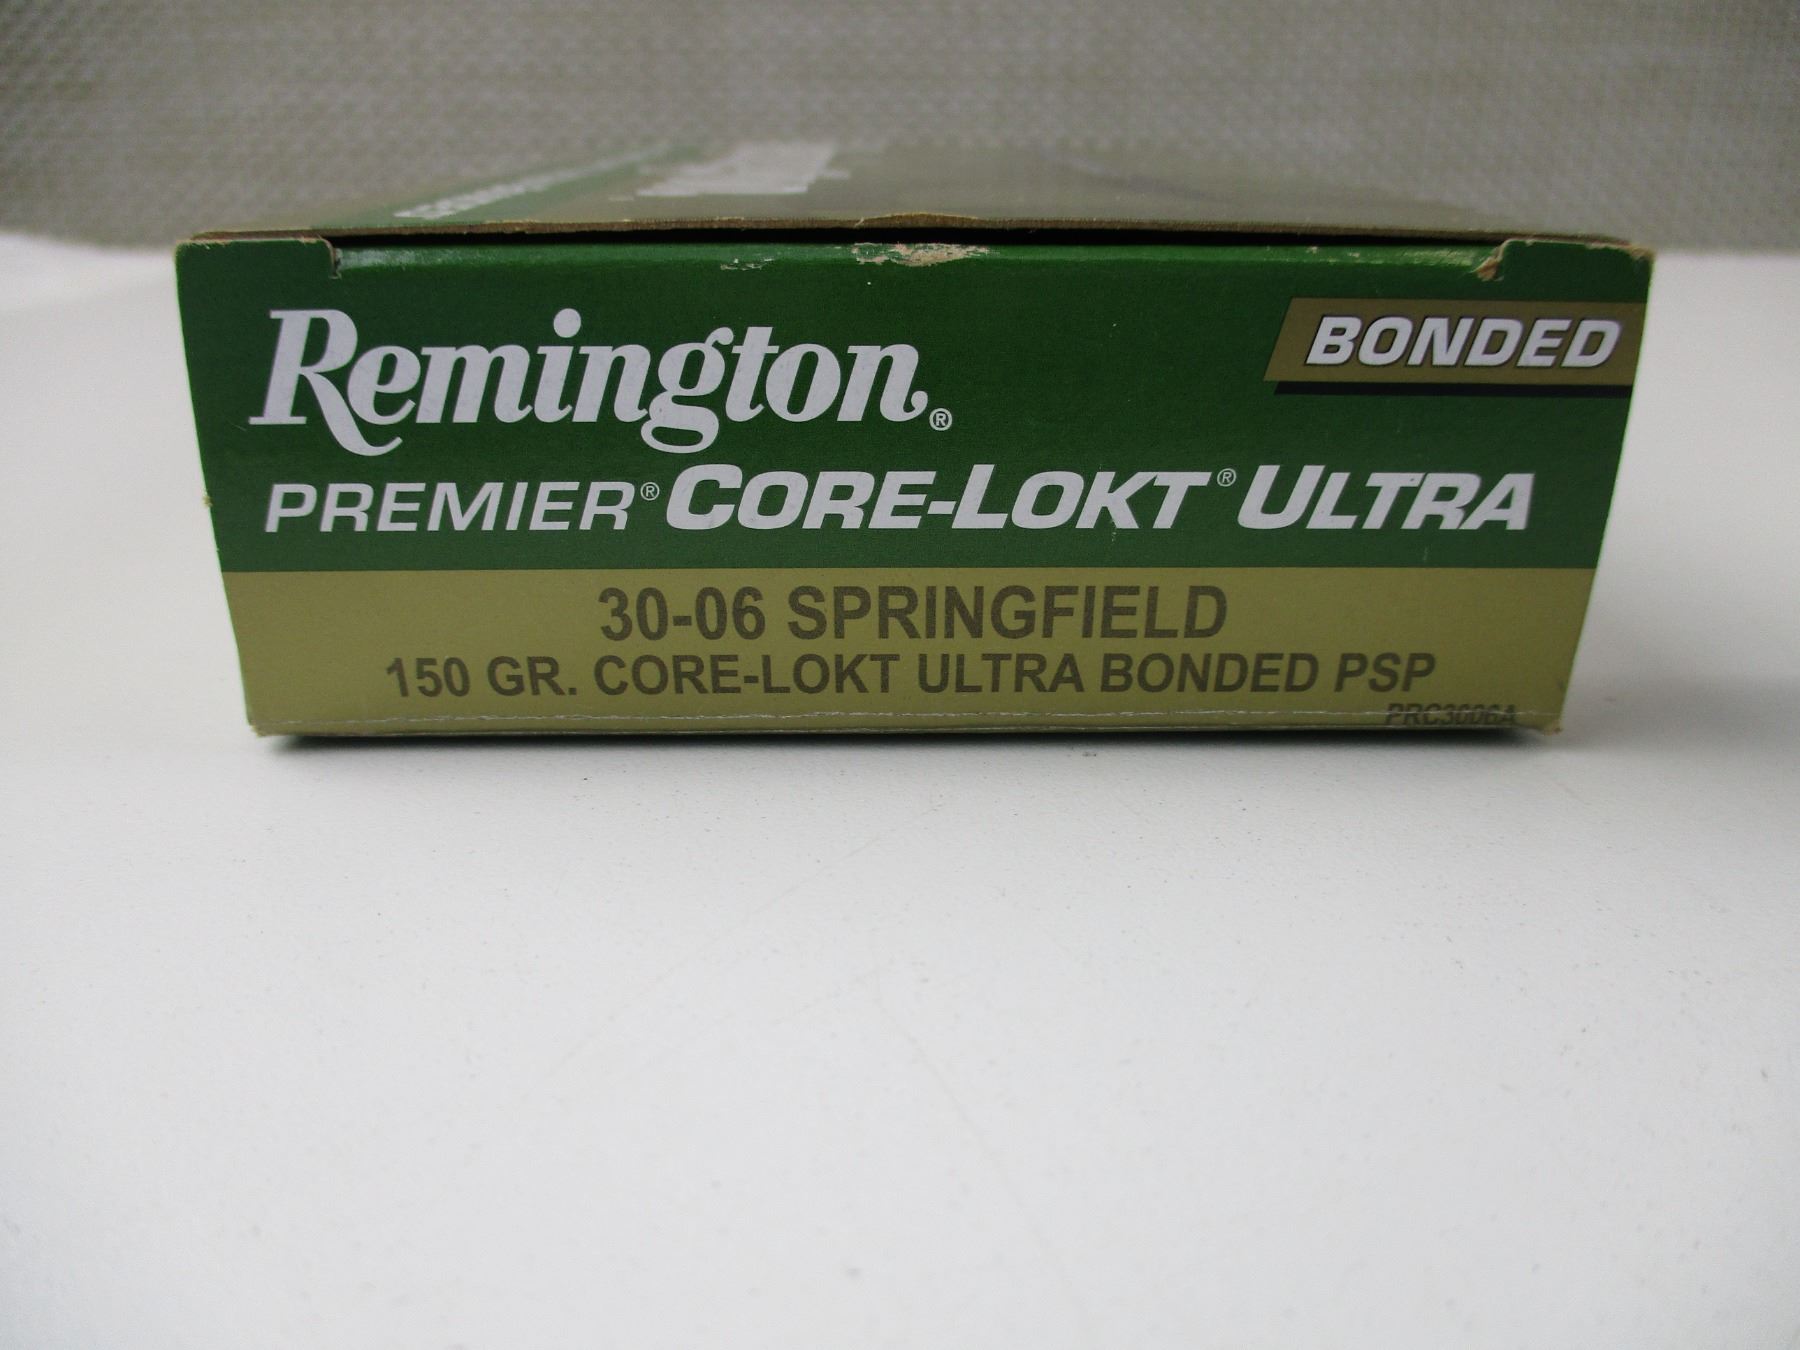 Remington®
BONDED
PREMIER® CORE-LOKT® ULTRA
30-06 SPRINGFIELD
150 GR. CORE-LOKT ULTRA BONDED PSP
PRC3006A